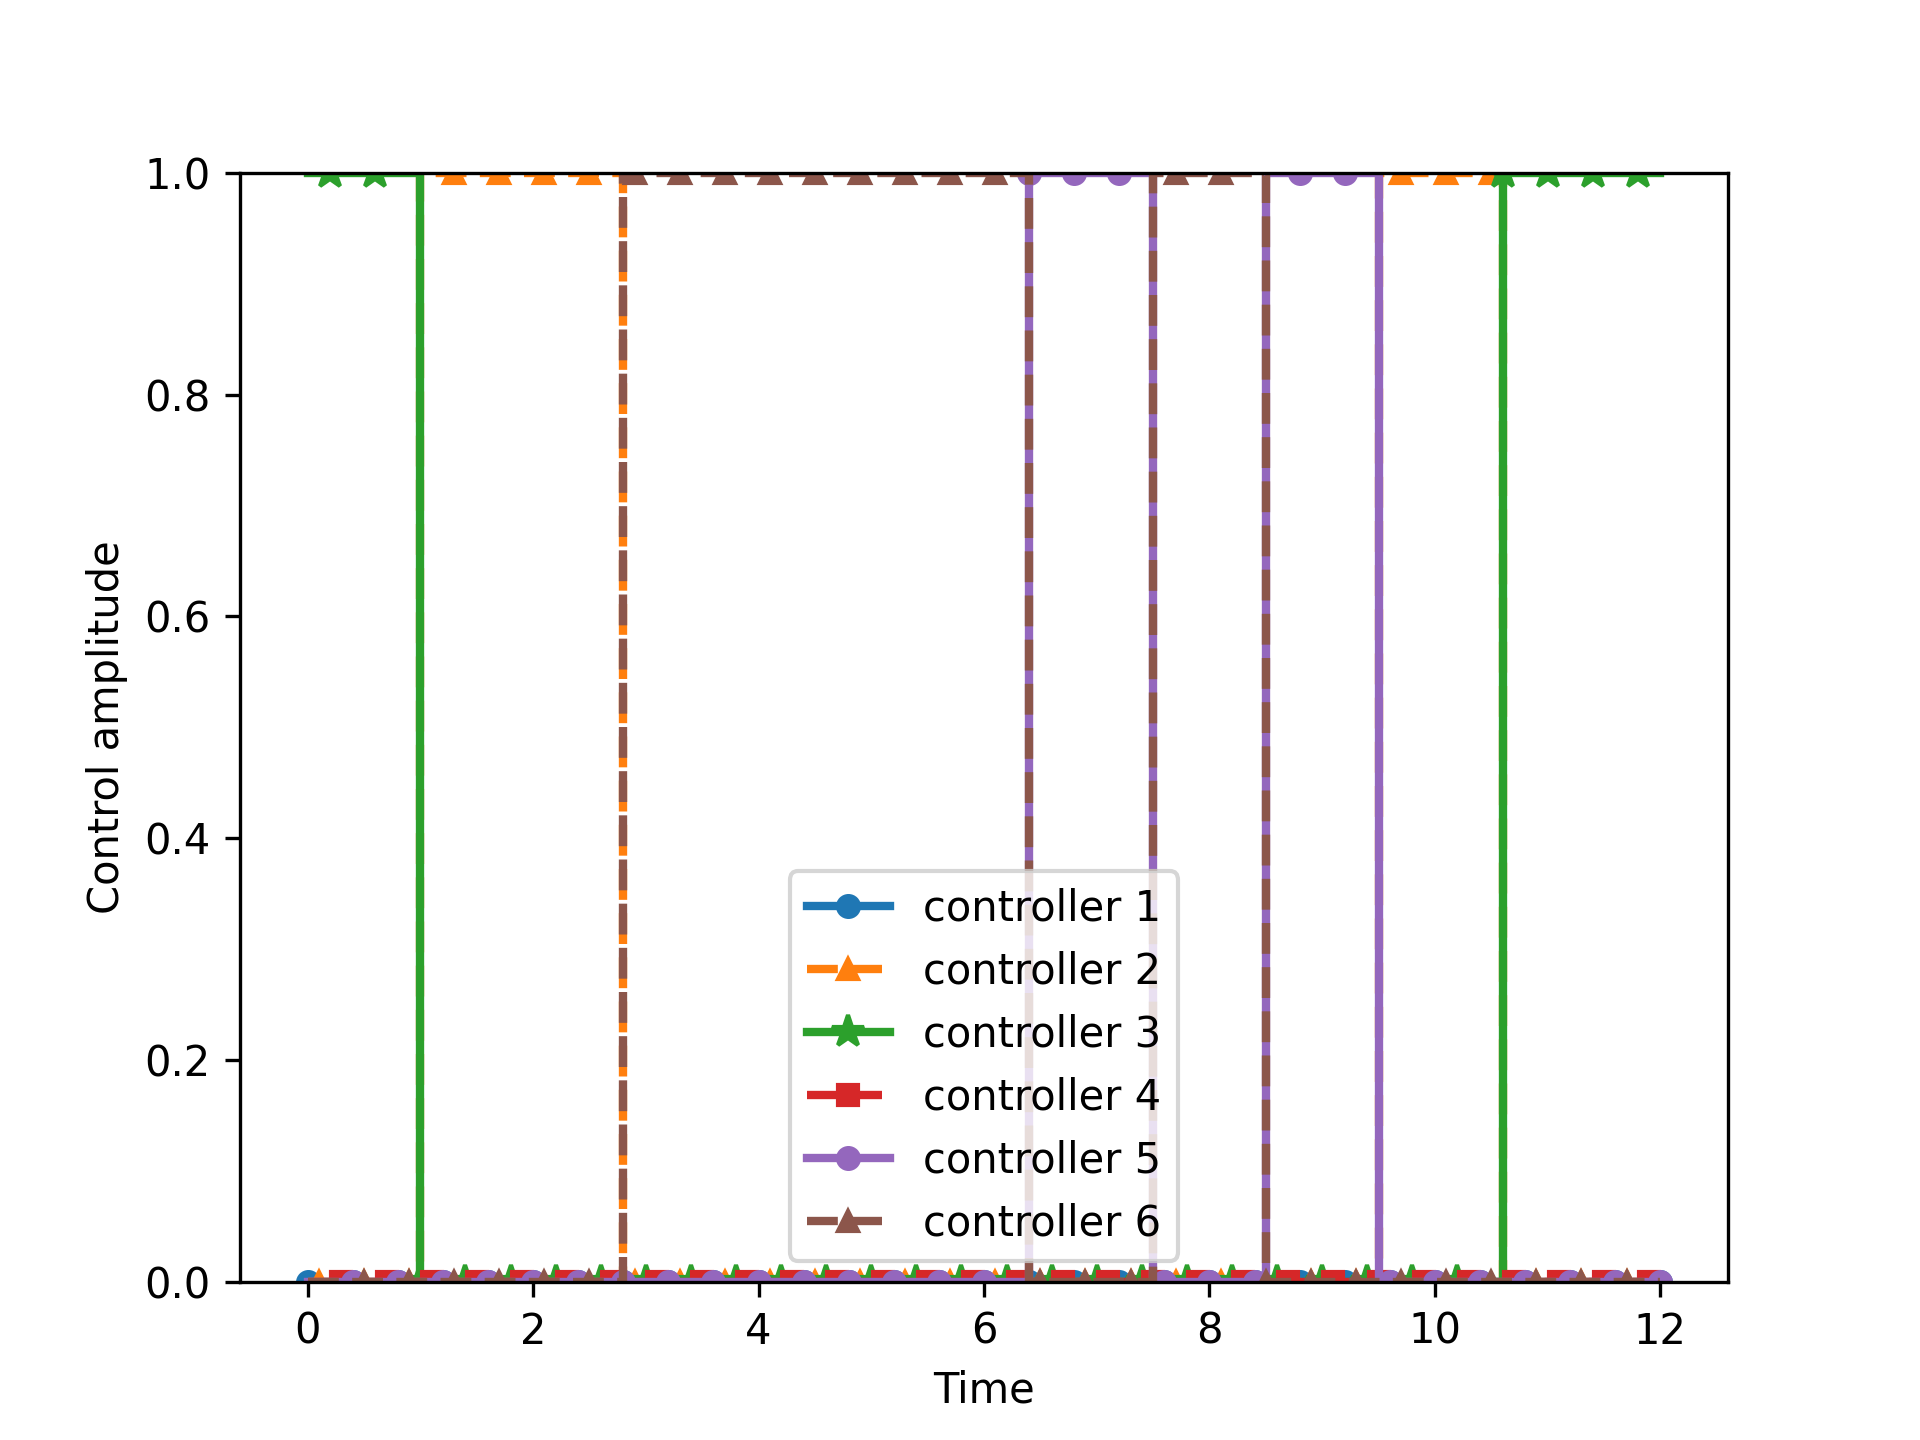 1.0
0.8
0.6
0.4
0.2
0.0
Control amplitude
controller 1
controller 2
controller 3
controller 4
controller 5
controller 6
0 2 4 6 8 10 12
Time